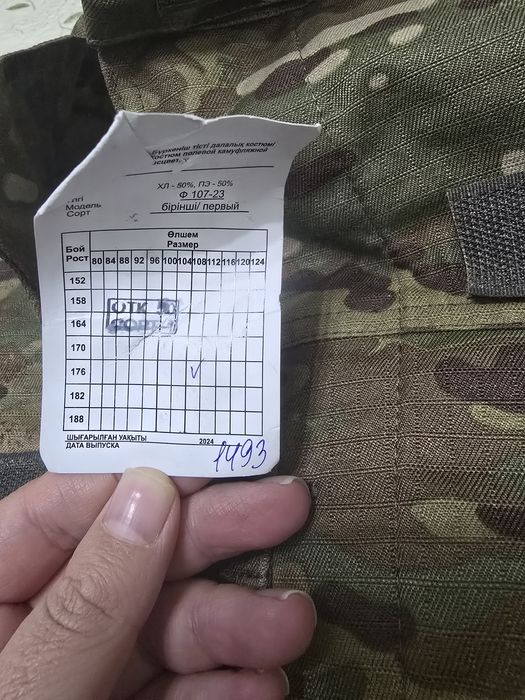 Бүркеніш түсті далалық костюм/
Костюм полевой камуфляжной
ХЛ - 50%, ПЭ - 50%
Ф 107-23
Модель
Сорт бірінші/ первый
Бой Рост Өлшем Размер
80 84 88 92 96 100 104 108 112 116 120 124
152
158
ОТК
164
170
176 ✓
182
188
ШЫҒАРЫЛҒАН УАҚЫТЫ
ДАТА ВЫПУСКА 2024
1493